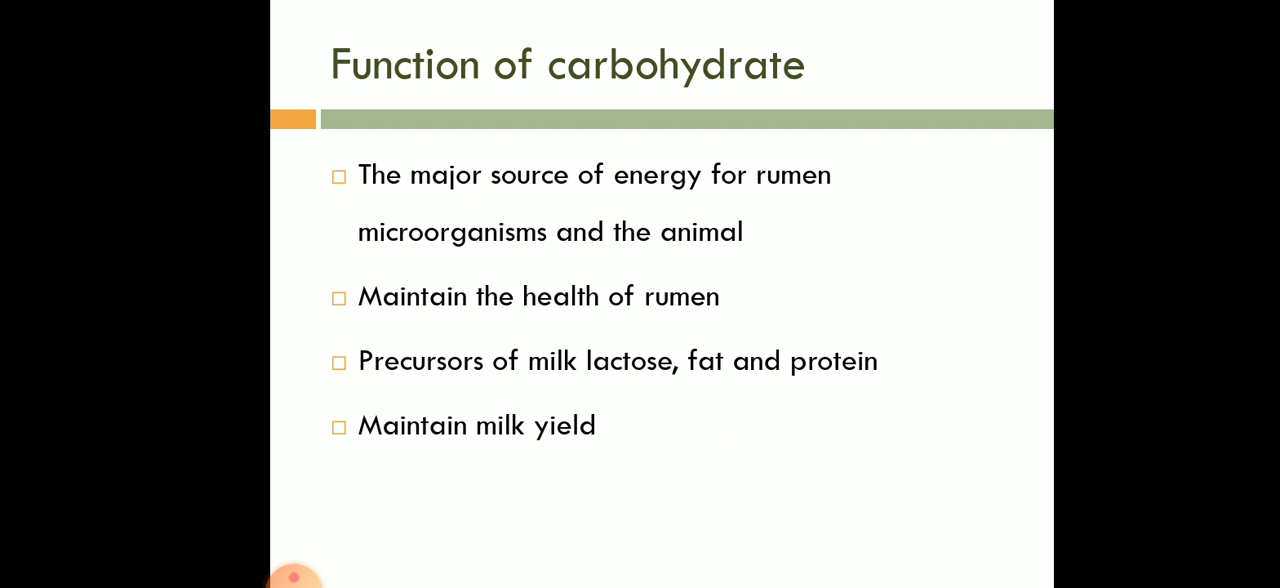 Function of carbohydrate
The major source of energy for rumen
microorganisms and the animal
Maintain the health of rumen
Precursors of milk lactose, fat and protein
Maintain milk yield